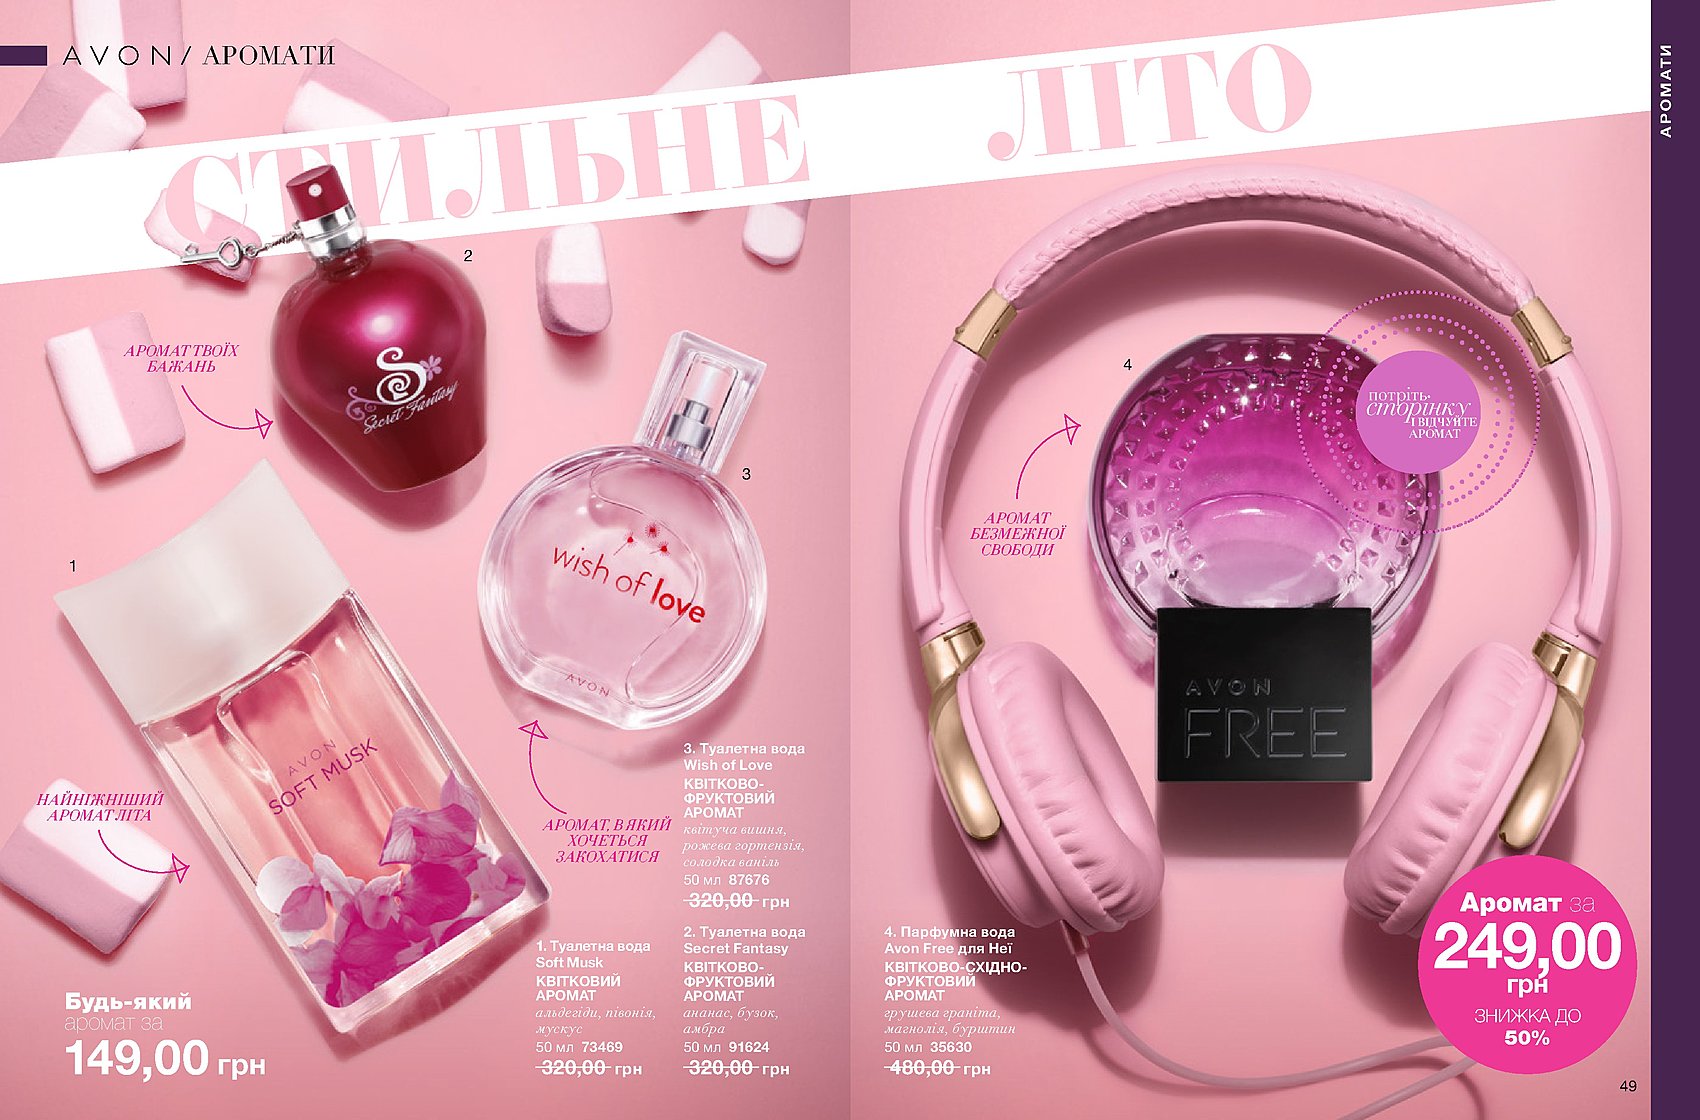 AVON / АРОМАТИ
СТИЛЬНЕ ЛІТО
АРОМАТИ
2
АРОМАТ ТВОЇХ
БАЖАНЬ
S
Secret Fantasy
3
wish of love
AVON
1
AVON
SOFT MUSK
НАЙНІЖНІШИЙ
АРОМАТ ЛІТА
АРОМАТ, В ЯКИЙ
ХОЧЕТЬСЯ
ЗАКОХАТИСЯ
3. Туалетна вода
Wish of Love
КВІТКОВО-
ФРУКТОВИЙ
АРОМАТ
квітуча вишня,
рожева гортензія,
солодка ваніль
50 мл 87676
320,00 грн
1. Туалетна вода
Soft Musk
КВІТКОВИЙ
АРОМАТ
альдегіди, півонія,
мускус
50 мл 73469
320,00 грн
2. Туалетна вода
Secret Fantasy
КВІТКОВО-
ФРУКТОВИЙ
АРОМАТ
ананас, бузок,
амбра
50 мл 91624
320,00 грн
Будь-який
аромат за
149,00 грн
4
ПОТРІТЬ
сторінку
І ВІДЧУЙТЕ
АРОМАТ
АРОМАТ
БЕЗМЕЖНОЇ
СВОБОДИ
AVON
FREE
4. Парфумна вода
Avon Free для Неї
КВІТКОВО-СХІДНО-
ФРУКТОВИЙ
АРОМАТ
грушева граніта,
магнолія, бурштин
50 мл 35630
480,00 грн
Аромат за
249,00
грн
ЗНИЖКА ДО
50%
49